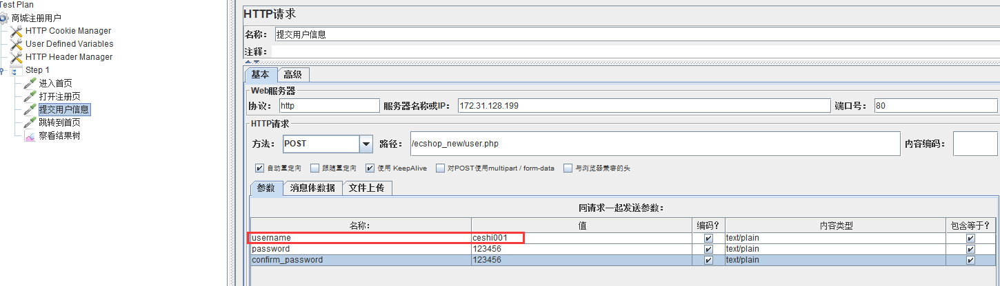 Test Plan
商城注册用户
HTTP Cookie Manager
User Defined Variables
HTTP Header Manager
Step 1
进入首页
打开注册页
提交用户信息
跳转到首页
察看结果树
HTTP请求
名称： 提交用户信息
注释：
基本 高级
Web服务器
协议： http 服务器名称或IP： 172.31.128.199 端口号： 80
HTTP请求
方法： POST 路径： /ecshop_new/user.php 内容编码：
自动重定向 跟随重定向 使用 KeepAlive 对POST使用multipart / form-data 与浏览器兼容的头
参数 消息体数据 文件上传
同请求一起发送参数：
名称： 值 编码？ 内容类型 包含等于？
username ceshi001 text/plain
password 123456 text/plain
confirm_password 123456 text/plain